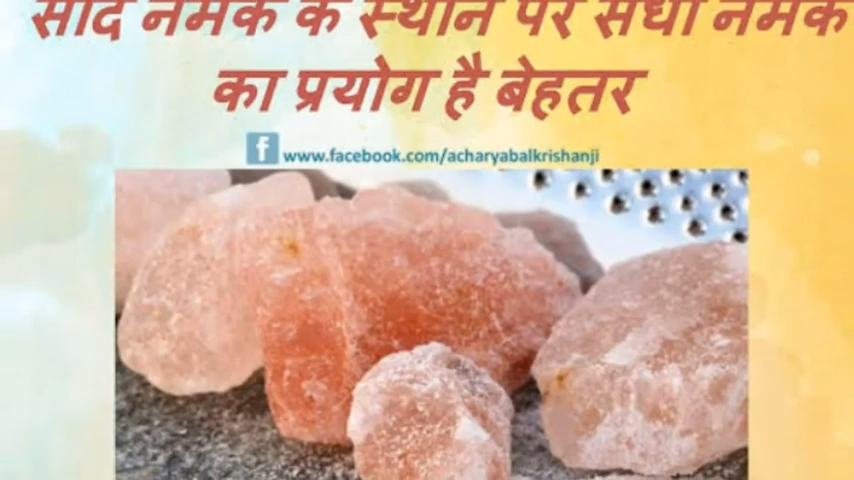 सादे नमक के स्थान पर सेंधा नमक
का प्रयोग है बेहतर
www.facebook.com/acharyabalkrishanji